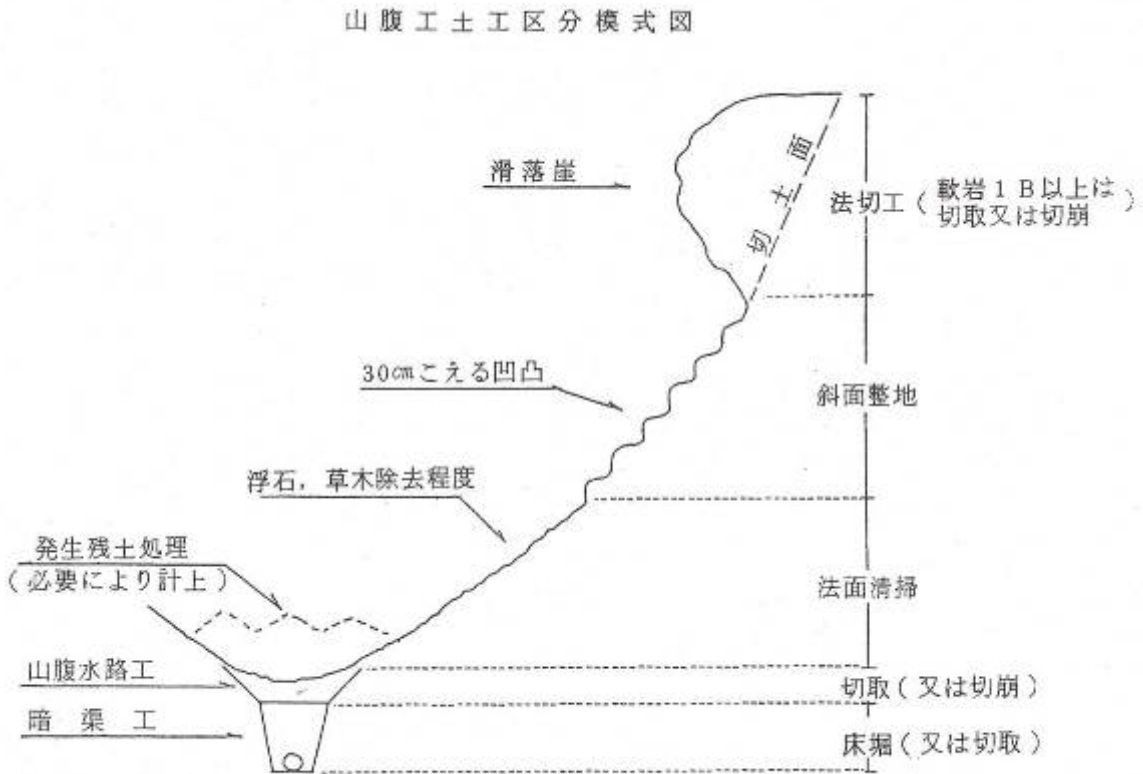 山腹工土工区分模式図
滑落崖
切土面
法切工（軟岩１Ｂ以上は
切取又は切崩）
30㎝こえる凹凸
斜面整地
浮石，草木除去程度
発生残土処理
（必要により計上）
法面清掃
山腹水路工
切取（又は切崩）
暗渠工
床堀（又は切取）